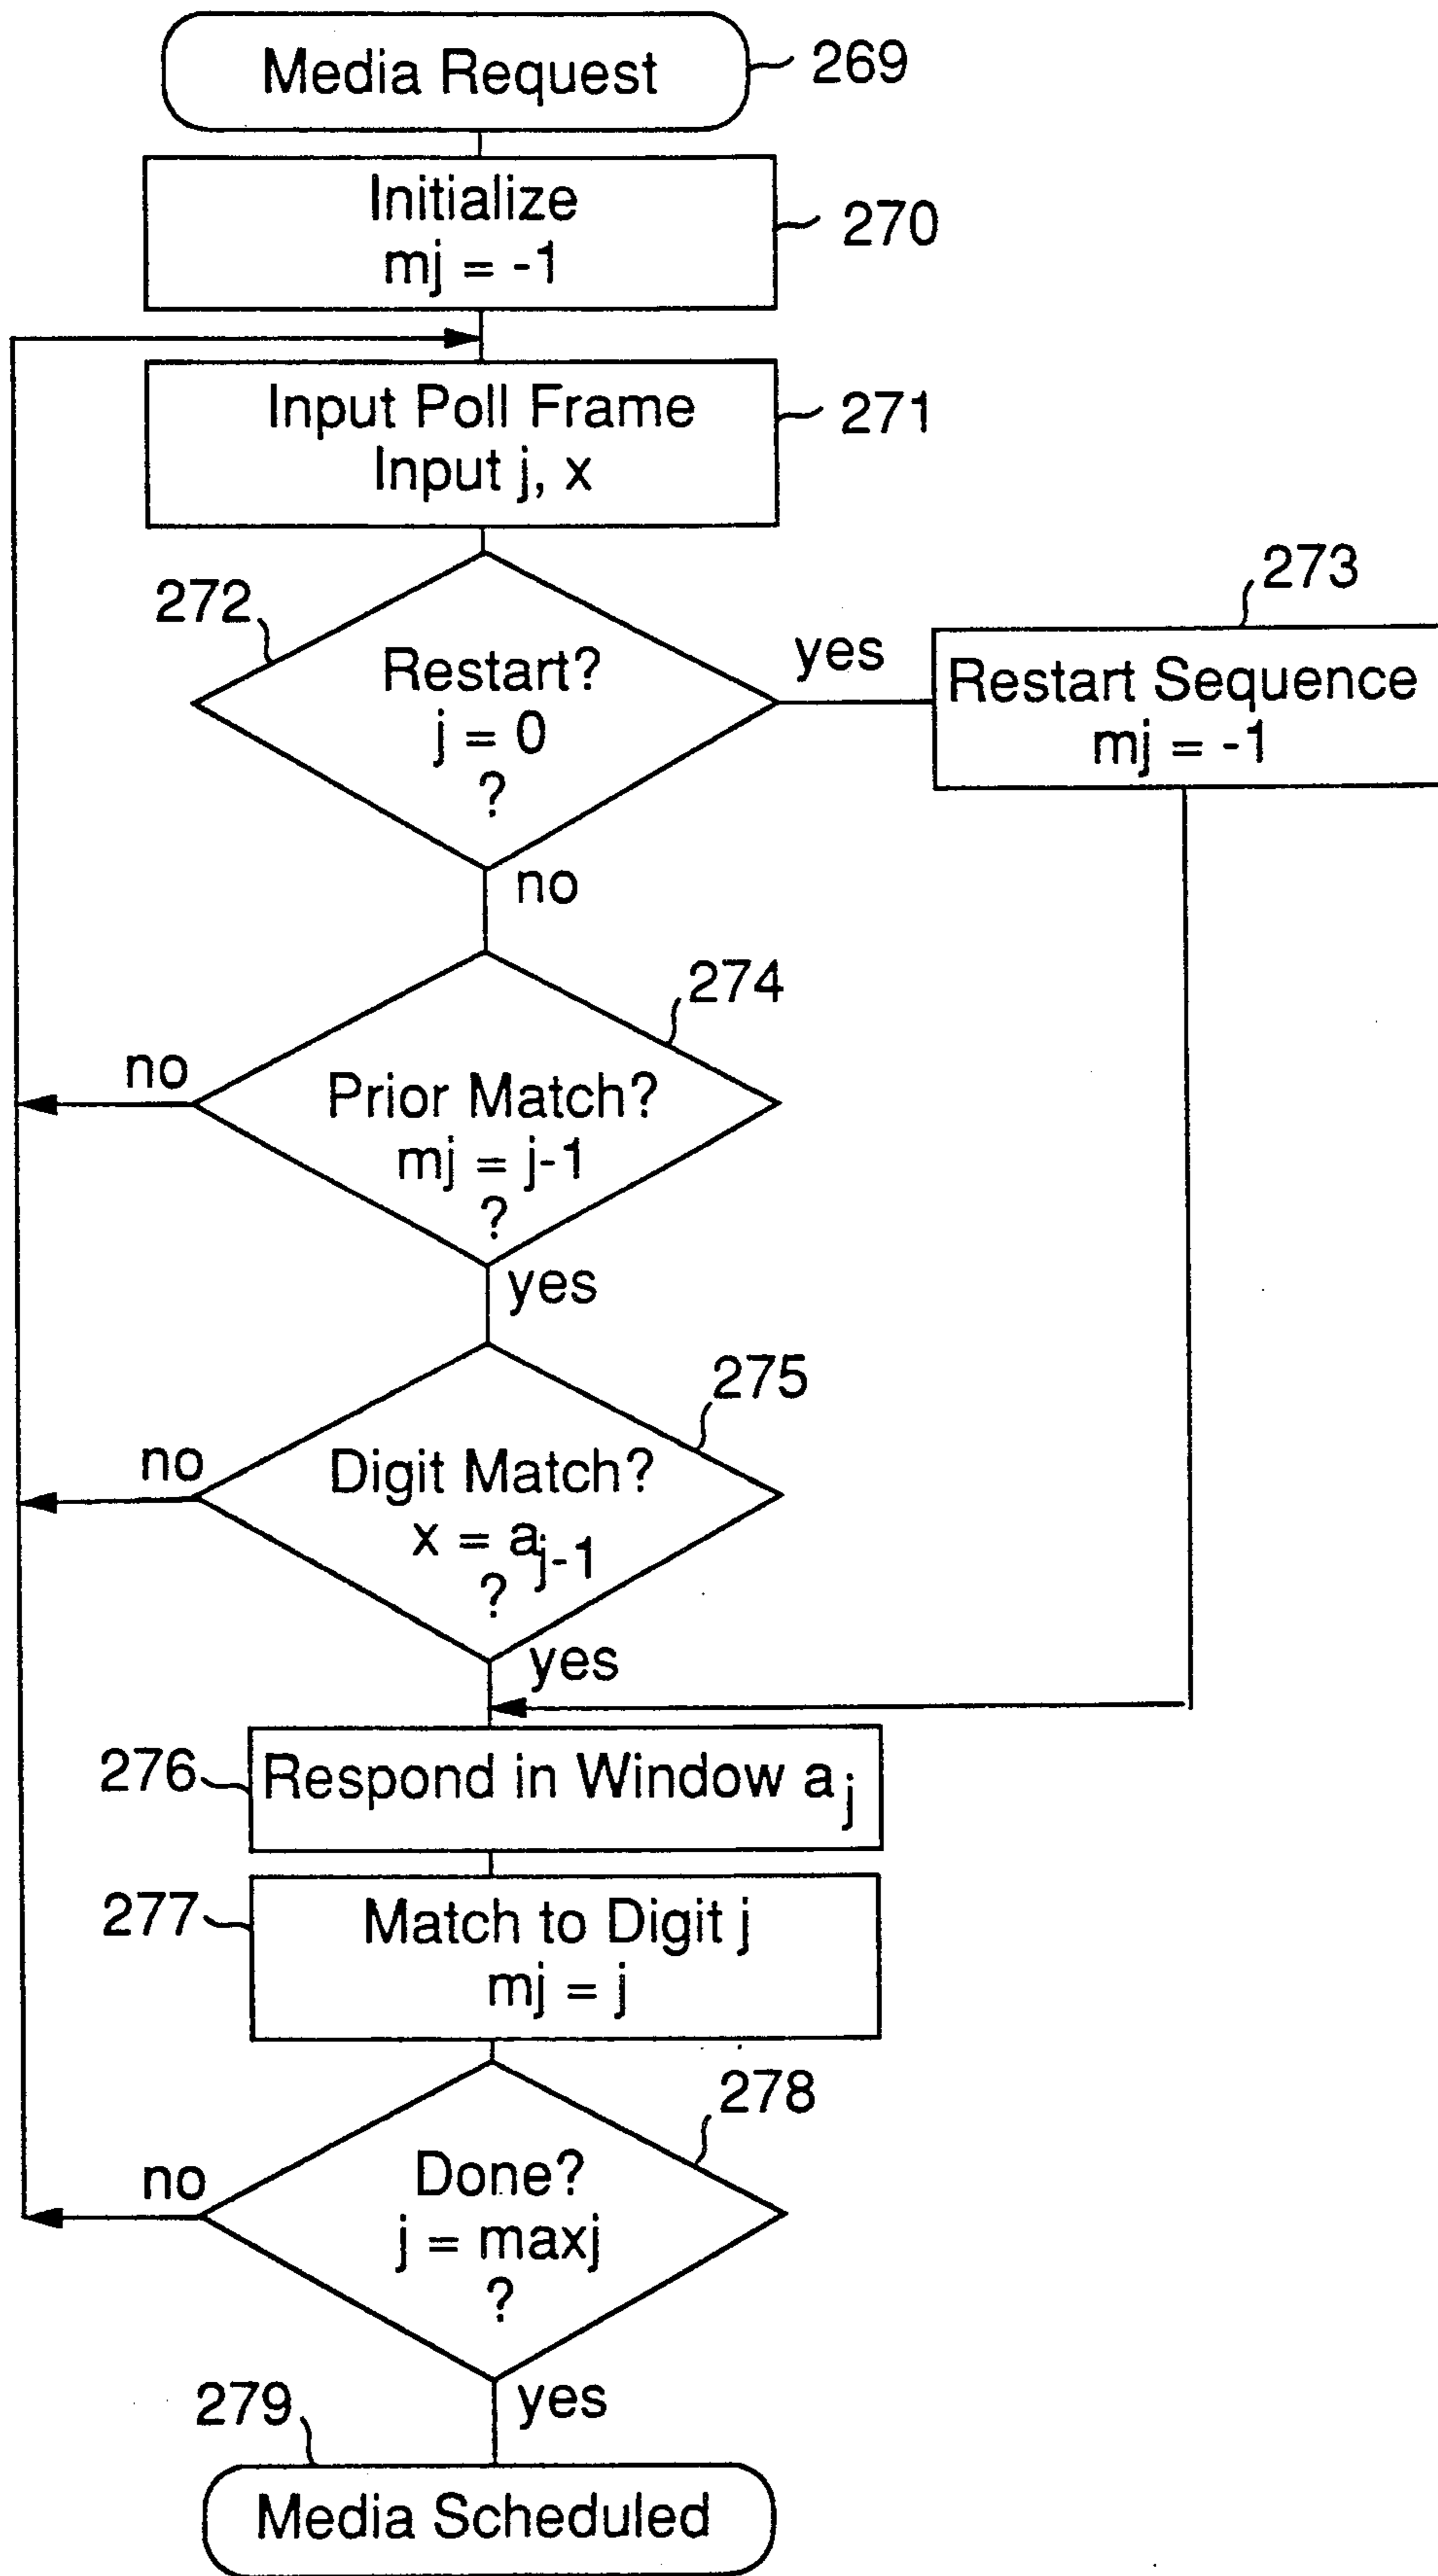 Media Request
269
Initialize
mj = -1
270
Input Poll Frame
Input j, x
271
272
Restart?
j = 0
?
yes
no
273
Restart Sequence
mj = -1
274
Prior Match?
mj = j-1
?
no
yes
275
Digit Match?
x = aj-1
?
no
yes
276
Respond in Window aj
277
Match to Digit j
mj = j
278
Done?
j = maxj
?
no
yes
279
Media Scheduled